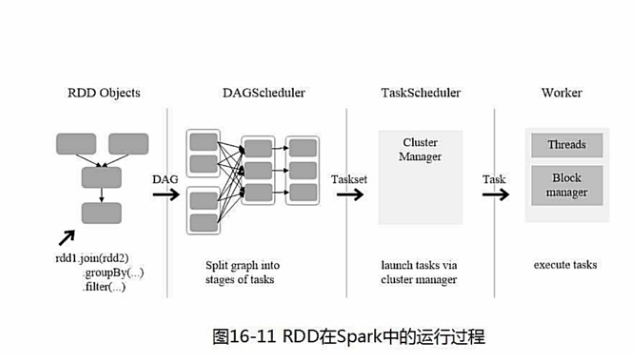 RDD Objects
DAGScheduler
TaskScheduler
Worker
DAG
Taskset
Cluster
Manager
Task
Threads
Block
manager
rdd1.join(rdd2)
.groupBy(...)
.filter(...)
Split graph into
stages of tasks
launch tasks via
cluster manager
execute tasks
图16-11 RDD在Spark中的运行过程